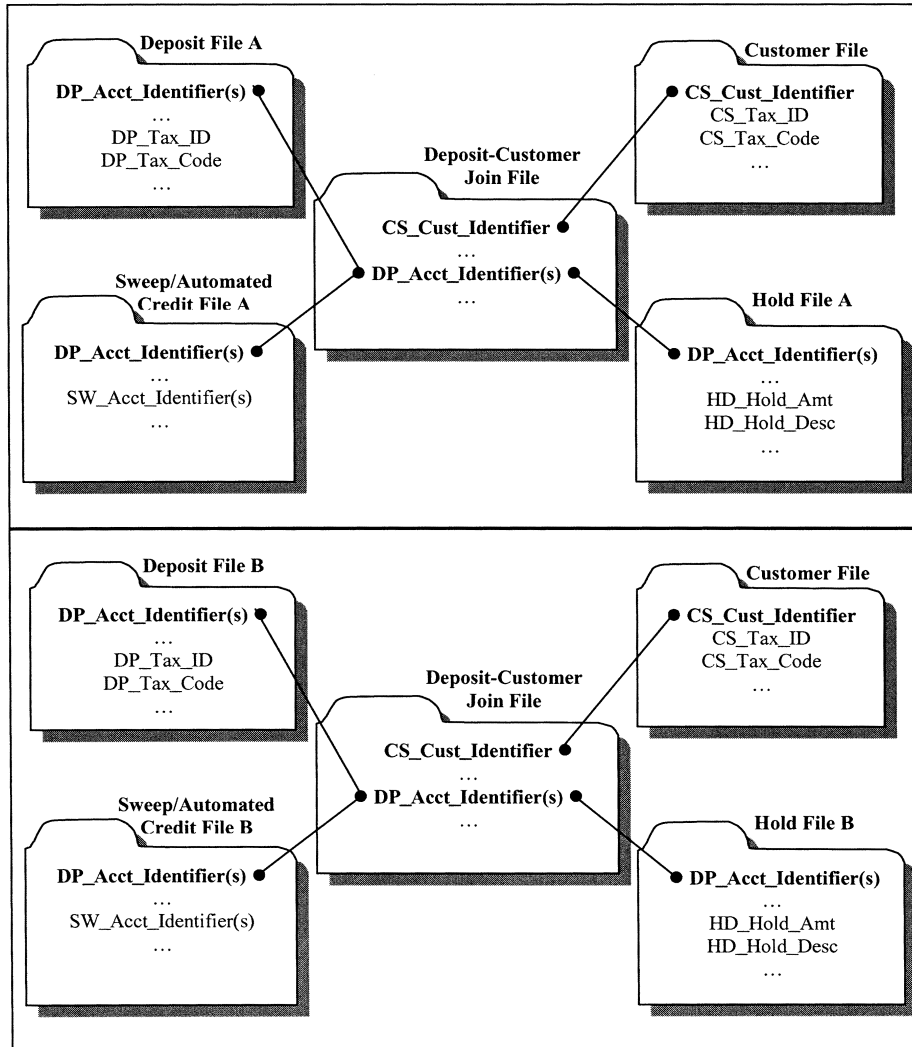 Deposit File A
DP_Acct_Identifier(s)
…
DP_Tax_ID
DP_Tax_Code
…
Customer File
CS_Cust_Identifier
CS_Tax_ID
CS_Tax_Code
…
Deposit-Customer
Join File
CS_Cust_Identifier
…
DP_Acct_Identifier(s)
…
Sweep/Automated
Credit File A
DP_Acct_Identifier(s)
…
SW_Acct_Identifier(s)
…
Hold File A
DP_Acct_Identifier(s)
…
HD_Hold_Amt
HD_Hold_Desc
…
Deposit File B
DP_Acct_Identifier(s)
…
DP_Tax_ID
DP_Tax_Code
…
Customer File
CS_Cust_Identifier
CS_Tax_ID
CS_Tax_Code
…
Deposit-Customer
Join File
CS_Cust_Identifier
…
DP_Acct_Identifier(s)
…
Sweep/Automated
Credit File B
DP_Acct_Identifier(s)
…
SW_Acct_Identifier(s)
…
Hold File B
DP_Acct_Identifier(s)
…
HD_Hold_Amt
HD_Hold_Desc
…